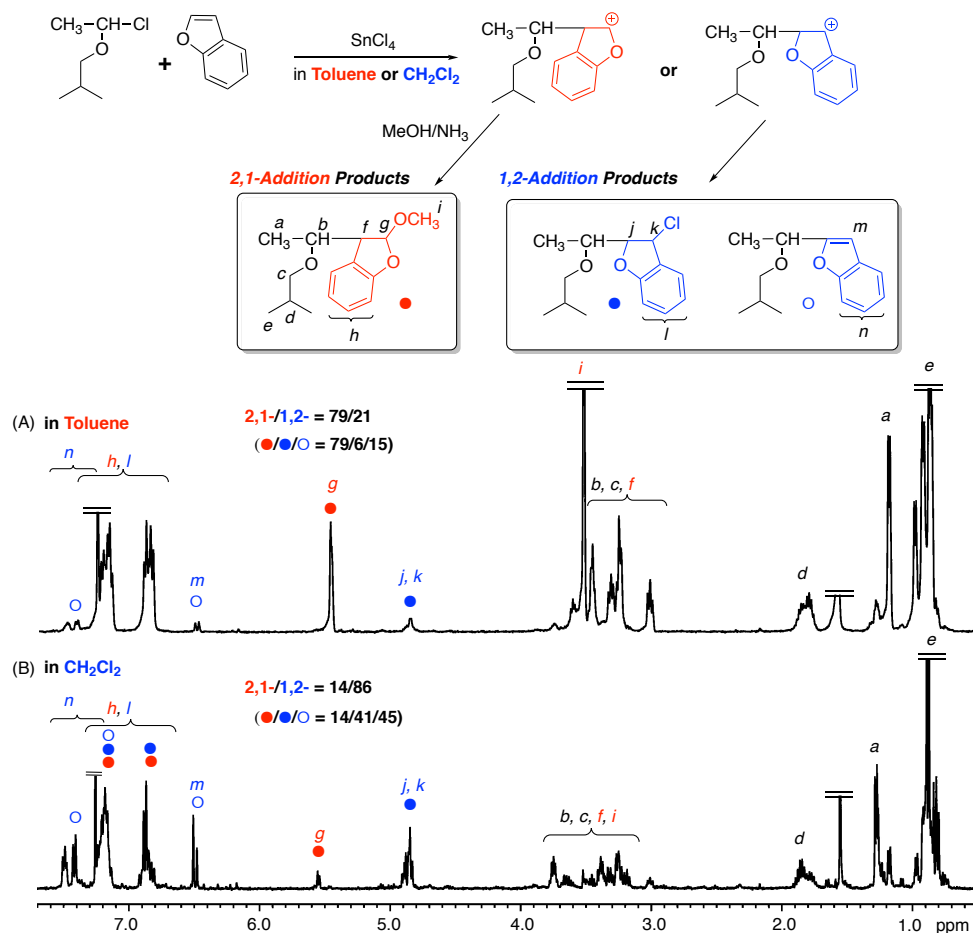 CH3 CH Cl
O
+
O
SnCl4
in Toluene or CH2Cl2
CH3 CH
O
O
⊕
or
CH3 CH
O
O
⊕
MeOH/NH3
2,1-Addition Products
1,2-Addition Products
a b f g i
CH3 CH OCH3
O O
c
e d
h
j k Cl
CH3 CH
O O
l
m
CH3 CH
O O
n
(A) in Toluene
2,1-/1,2- = 79/21
(●/●/○ = 79/6/15)
n h, l
g
i
b, c, f
j, k
m
d
a
e
(B) in CH2Cl2
2,1-/1,2- = 14/86
(●/●/○ = 14/41/45)
n h, l
m
g
j, k
b, c, f, i
d
a
e
7.0 6.0 5.0 4.0 3.0 2.0 1.0 ppm